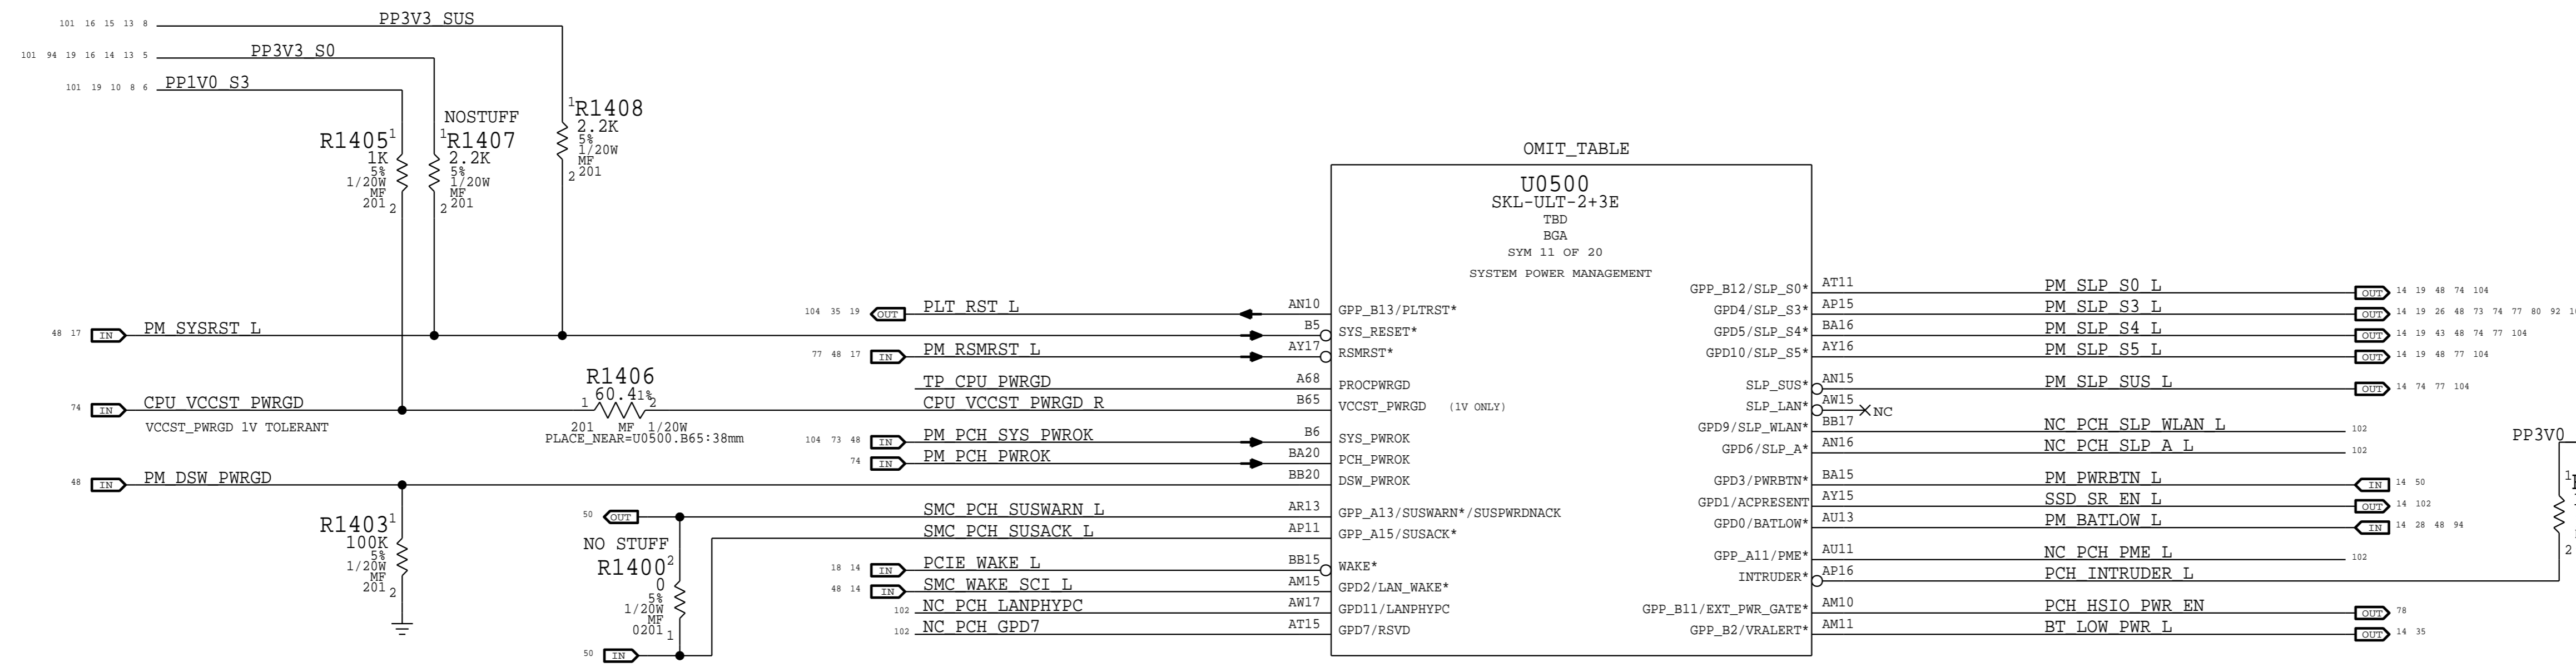 101 16 15 13 8 PP3V3_SUS
101 94 19 16 14 13 5 PP3V3_S0
101 19 10 8 6 PP1V0_S3
R1405 1
1K
5%
1/20W
MF
201 2
NOSTUFF
1 R1407
2.2K
5%
1/20W
MF
2 201
1 R1408
2.2K
5%
1/20W
MF
2 201
OMIT_TABLE
U0500
SKL-ULT-2+3E
TBD
BGA
SYM 11 OF 20
SYSTEM POWER MANAGEMENT
104 35 19 OUT PLT_RST_L AN10 GPP_B13/PLTRST*
48 17 IN PM_SYSRST_L B5 SYS_RESET*
77 48 17 IN PM_RSMRST_L AY17 RSMRST*
TP_CPU_PWRGD A68 PROCPWRGD
74 IN CPU_VCCST_PWRGD
VCCST_PWRGD 1V TOLERANT
R1406
60.4 1%
1 2
201 MF 1/20W
PLACE_NEAR=U0500.B65:38mm
CPU_VCCST_PWRGD_R B65 VCCST_PWRGD (1V ONLY)
104 73 48 IN PM_PCH_SYS_PWROK B6 SYS_PWROK
74 IN PM_PCH_PWROK BA20 PCH_PWROK
48 IN PM_DSW_PWRGD BB20 DSW_PWROK
R1403 1
100K
5%
1/20W
MF
201 2
50 OUT SMC_PCH_SUSWARN_L AR13 GPP_A13/SUSWARN*/SUSPWRDNACK
SMC_PCH_SUSACK_L AP11 GPP_A15/SUSACK*
NO STUFF
R1400 2
0
5%
1/20W
MF
0201 1
50 IN
18 14 IN PCIE_WAKE_L BB15 WAKE*
48 14 IN SMC_WAKE_SCI_L AM15 GPD2/LAN_WAKE*
102 NC_PCH_LANPHYPC AW17 GPD11/LANPHYPC
102 NC_PCH_GPD7 AT15 GPD7/RSVD
GPP_B12/SLP_S0* AT11 PM_SLP_S0_L OUT 14 19 48 74 104
GPD4/SLP_S3* AP15 PM_SLP_S3_L OUT 14 19 26 48 73 74 77 80 92
GPD5/SLP_S4* BA16 PM_SLP_S4_L OUT 14 19 43 48 74 77 104
GPD10/SLP_S5* AY16 PM_SLP_S5_L OUT 14 19 48 77 104
SLP_SUS* AN15 PM_SLP_SUS_L OUT 14 74 77 104
SLP_LAN* AW15 NC
GPD9/SLP_WLAN* BB17 NC_PCH_SLP_WLAN_L 102
GPD6/SLP_A* AN16 NC_PCH_SLP_A_L 102
GPD3/PWRBTN* BA15 PM_PWRBTN_L IN 14 50
GPD1/ACPRESENT AY15 SSD_SR_EN_L OUT 14 102
GPD0/BATLOW* AU13 PM_BATLOW_L IN 14 28 48 94
GPP_A11/PME* AU11 NC_PCH_PME_L 102
INTRUDER* AP16 PCH_INTRUDER_L
GPP_B11/EXT_PWR_GATE* AM10 PCH_HSIO_PWR_EN OUT 78
GPP_B2/VRALERT* AM11 BT_LOW_PWR_L OUT 14 35
PP3V0
1
2